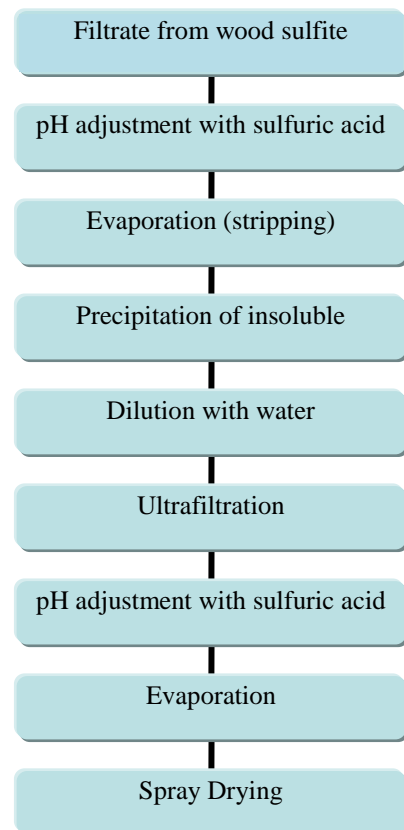 Filtrate from wood sulfite
pH adjustment with sulfuric acid
Evaporation (stripping)
Precipitation of insoluble
Dilution with water
Ultrafiltration
pH adjustment with sulfuric acid
Evaporation
Spray Drying